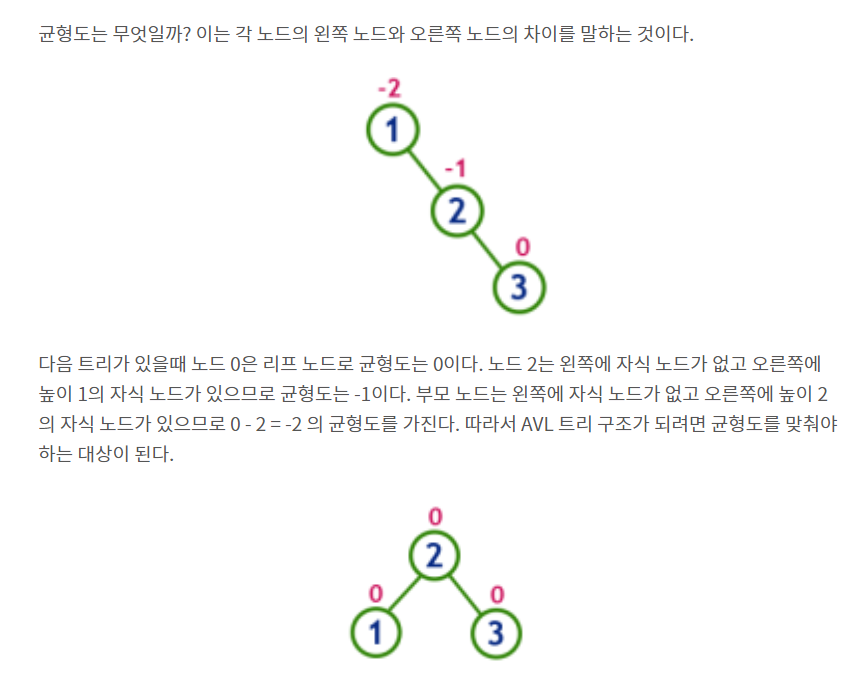 균형도는 무엇일까? 이는 각 노드의 왼쪽 노드와 오른쪽 노드의 차이를 말하는 것이다.
-2
1
-1
2
0
3
다음 트리가 있을때 노드 0은 리프 노드로 균형도는 0이다. 노드 2는 왼쪽에 자식 노드가 없고 오른쪽에
높이 1의 자식 노드가 있으므로 균형도는 -1이다. 부모 노드는 왼쪽에 자식 노드가 없고 오른쪽에 높이 2
의 자식 노드가 있으므로 0 - 2 = -2 의 균형도를 가진다. 따라서 AVL 트리 구조가 되려면 균형도를 맞춰야
하는 대상이 된다.
0
2
0 0
1 3